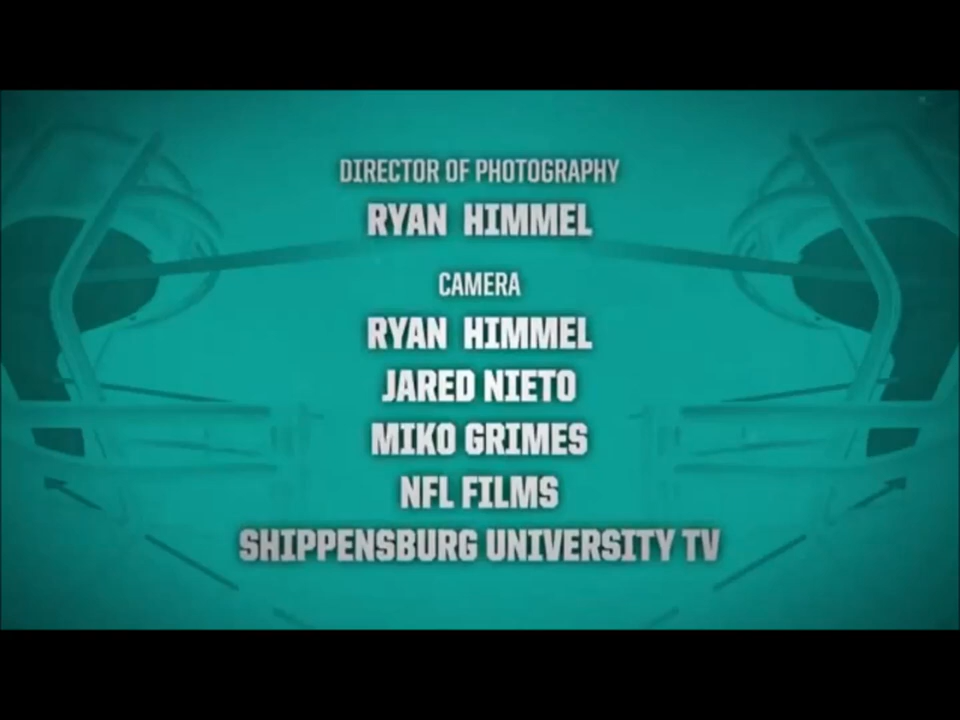 DIRECTOR OF PHOTOGRAPHY
RYAN HIMMEL
CAMERA
RYAN HIMMEL
JARED NIETO
MIKO GRIMES
NFL FILMS
SHIPPENSBURG UNIVERSITY TV